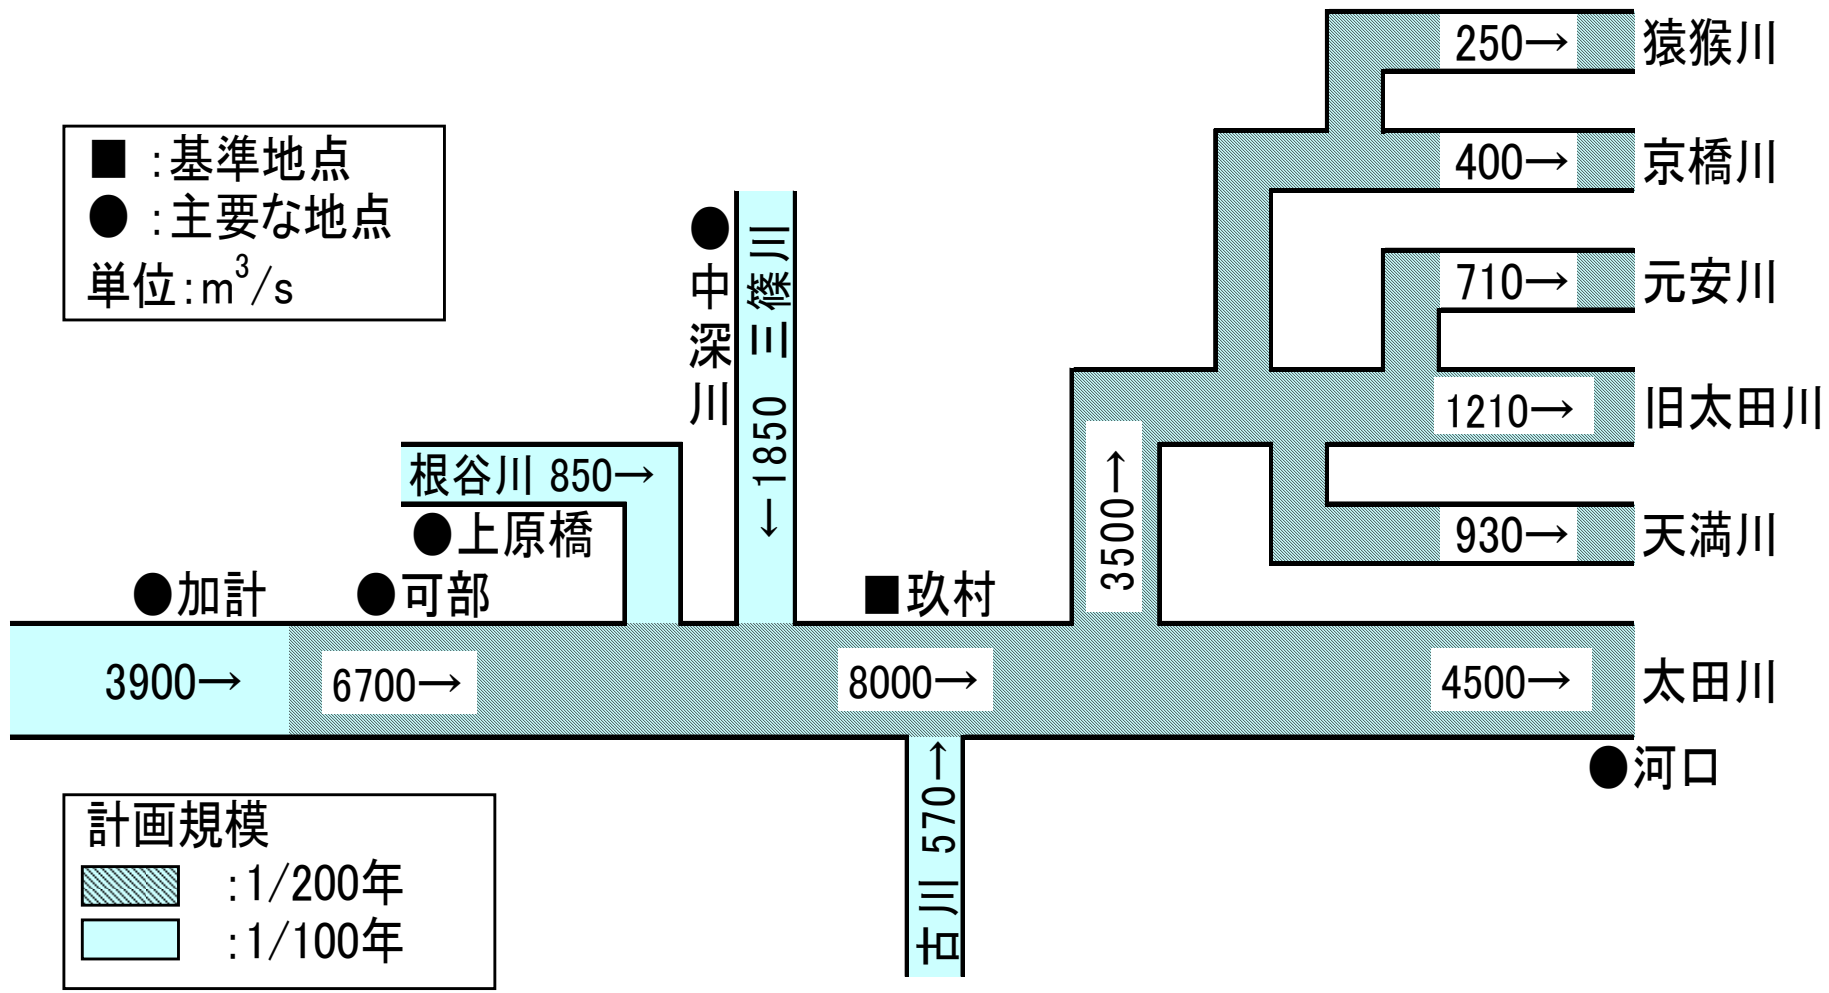 250→ 猿猴川
■:基準地点
●:主要な地点
単位:m³/s
400→ 京橋川
●中深川
三篠川
←1850
710→ 元安川
1210→ 旧太田川
根谷川 850→
●上原橋
3500→
930→ 天満川
●加計
●可部
■玖村
3900→
6700→
8000→
4500→ 太田川
●河口
古川 570→
計画規模
:1/200年
:1/100年